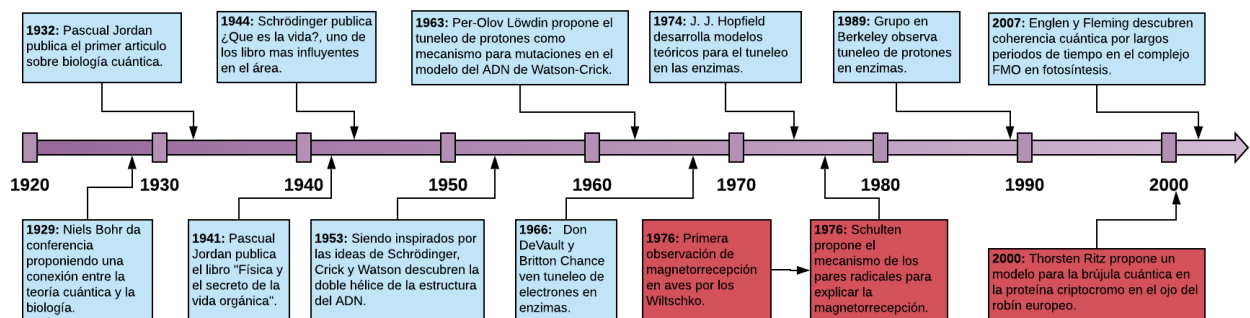 1932: Pascual Jordan
publica el primer articulo
sobre biología cuántica.
1944: Schrödinger publica
¿Que es la vida?, uno de
los libro mas influyentes
en el área.
1963: Per-Olov Löwdin propone el
tuneleo de protones como
mecanismo para mutaciones en el
modelo del ADN de Watson-Crick.
1974: J. J. Hopfield
desarrolla modelos
teóricos para el tuneleo
en las enzimas.
1989: Grupo en
Berkeley observa
tuneleo de protones
en enzimas.
2007: Englen y Fleming descubren
coherencia cuántica por largos
periodos de tiempo en el complejo
FMO en fotosíntesis.
1920
1930
1940
1950
1960
1970
1980
1990
2000
1929: Niels Bohr da
conferencia
proponiendo una
conexión entre la
teoría cuántica y la
biología.
1941: Pascual
Jordan publica
el libro "Física y
el secreto de la
vida orgánica".
1953: Siendo inspirados por
las ideas de Schrödinger,
Crick y Watson descubren la
doble hélice de la estructura
del ADN.
1966: Don
DeVault y
Britton Chance
ven tuneleo de
electrones en
enzimas.
1976: Primera
observación de
magnetorrecepción
en aves por los
Wiltschko.
1976: Schulten
propone el
mecanismo de los
pares radicales para
explicar la
magnetorrecepción.
2000: Thorsten Ritz propone un
modelo para la brújula cuántica en
la proteína criptocromo en el ojo del
robín europeo.